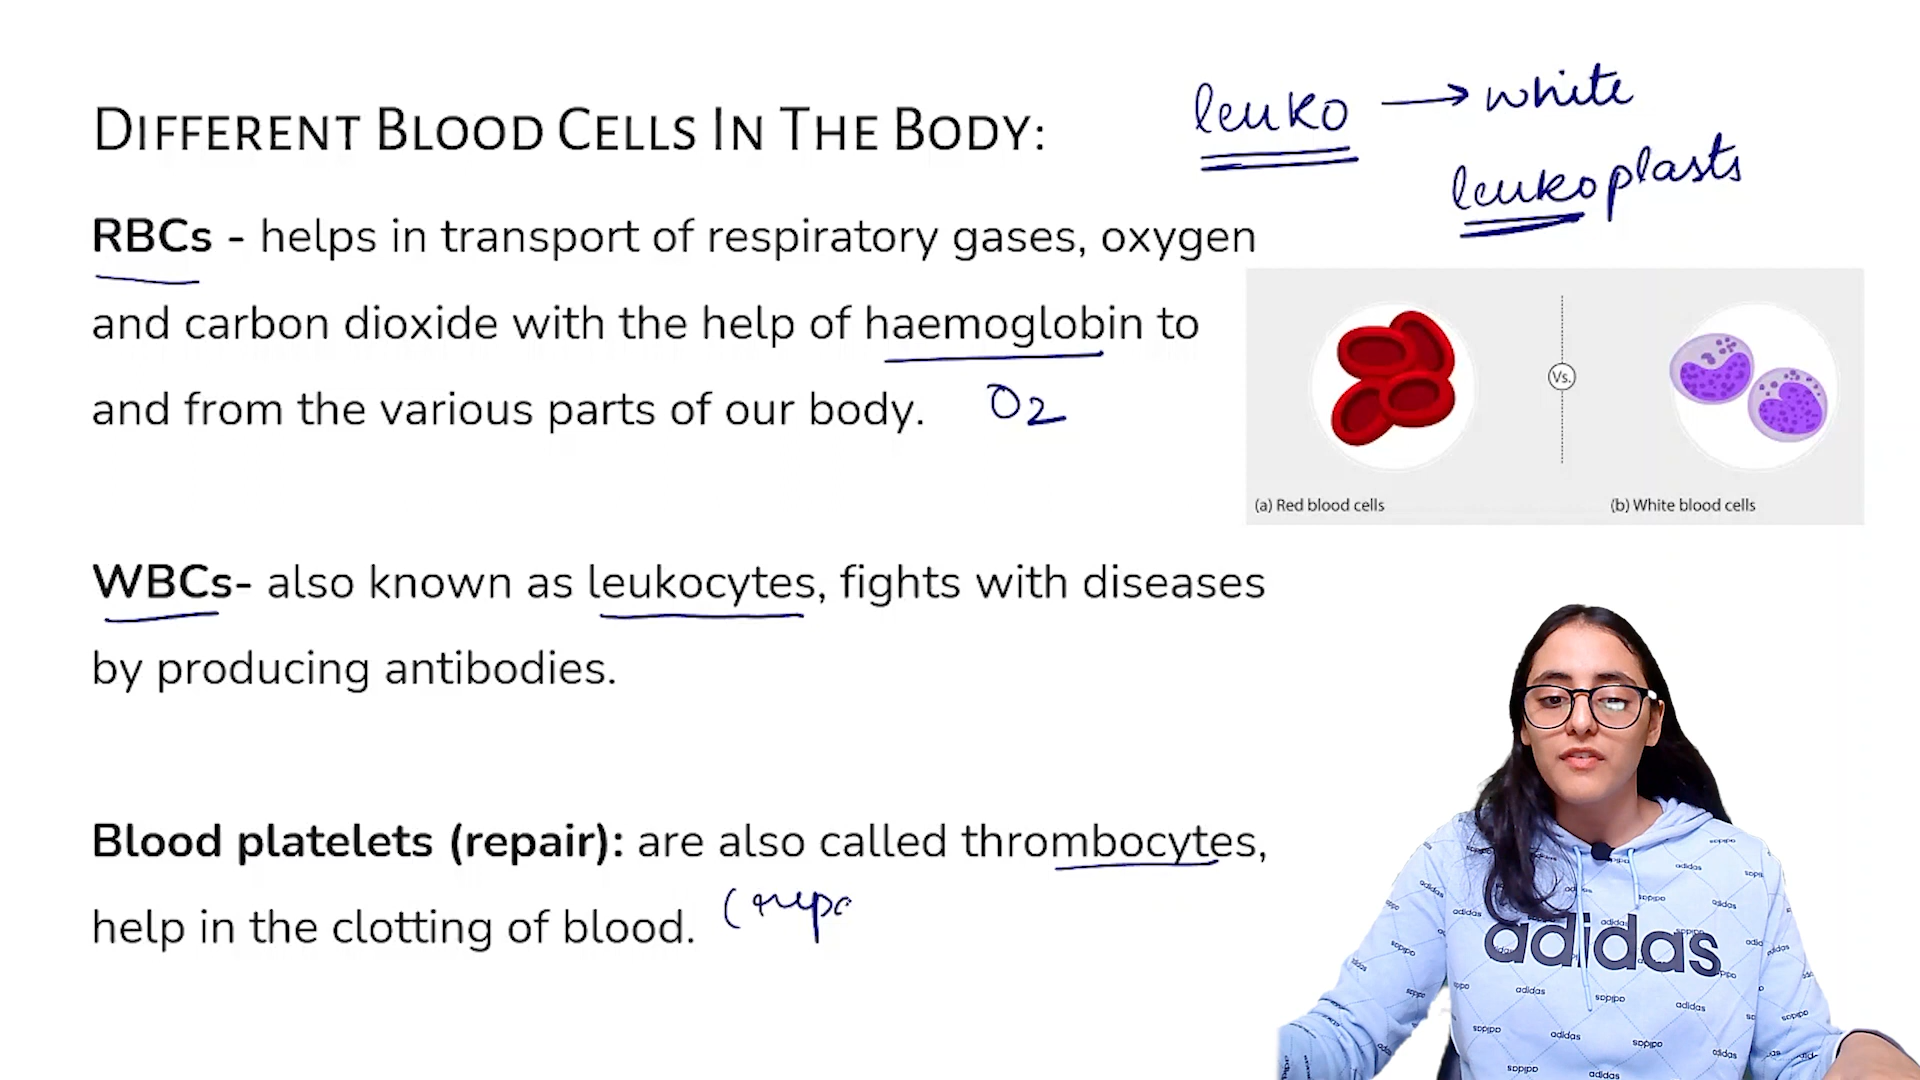 DIFFERENT BLOOD CELLS IN THE BODY:
leuko → white
leukoplasts
RBCs - helps in transport of respiratory gases, oxygen
and carbon dioxide with the help of haemoglobin to
and from the various parts of our body.
O2
Vs.
(a) Red blood cells
(b) White blood cells
WBCs- also known as leukocytes, fights with diseases
by producing antibodies.
Blood platelets (repair): are also called thrombocytes,
help in the clotting of blood.
adidas